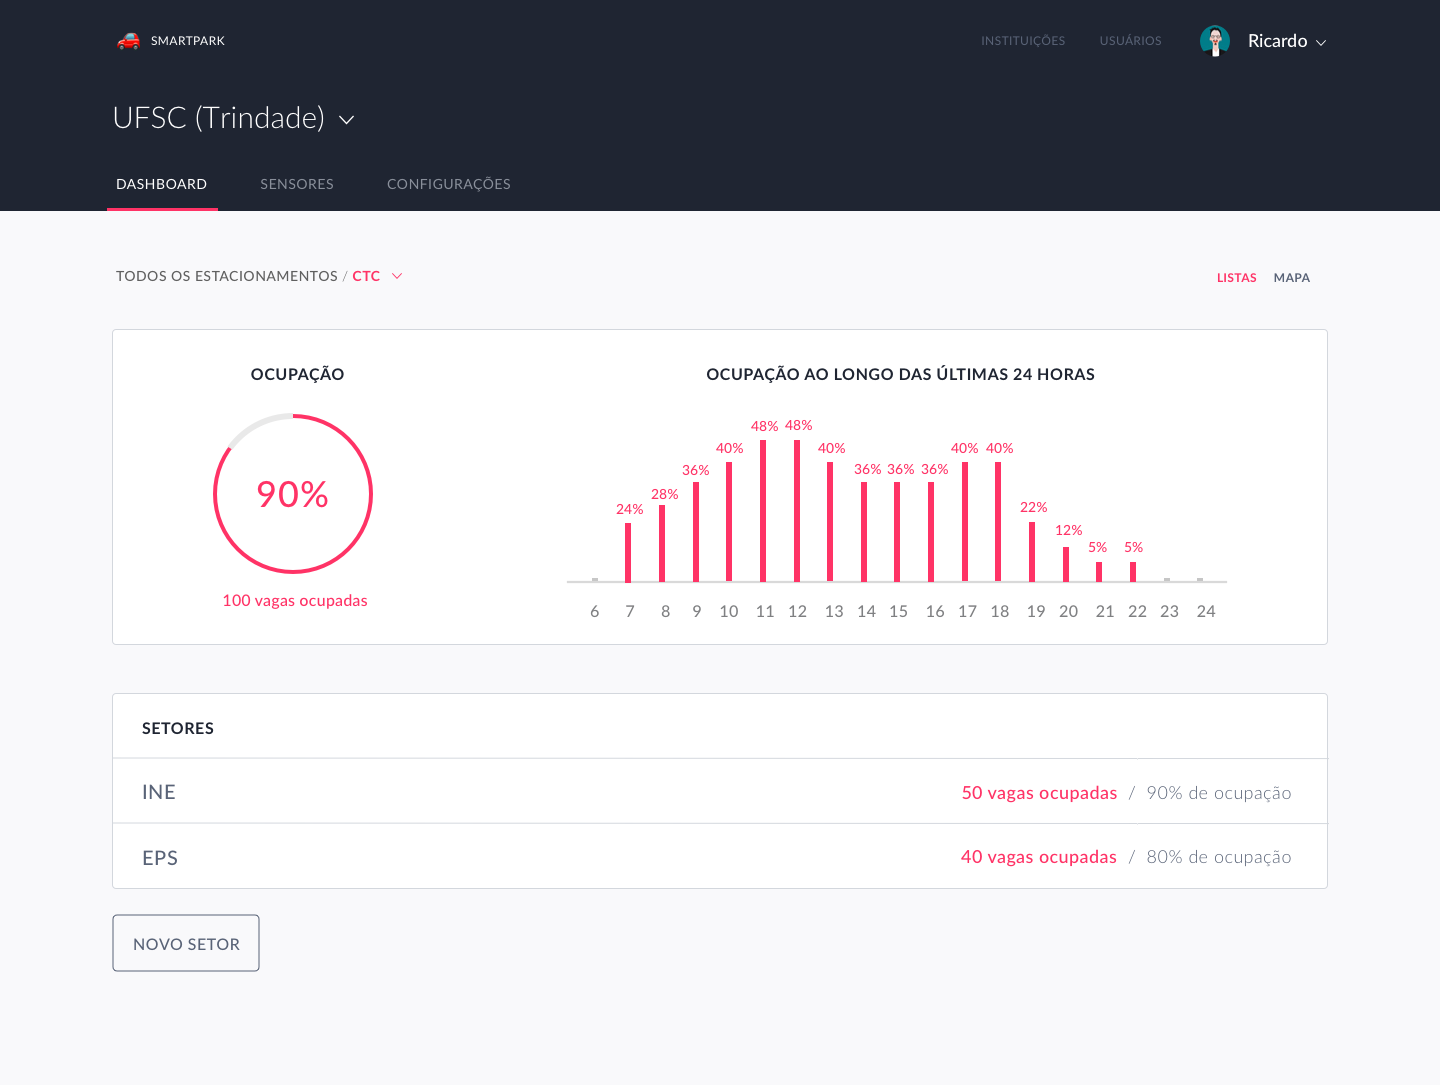 SMARTPARK
INSTITUIÇÕES USUÁRIOS Ricardo
UFSC (Trindade)
DASHBOARD SENSORES CONFIGURAÇÕES
TODOS OS ESTACIONAMENTOS / CTC
LISTAS MAPA
OCUPAÇÃO
90%
100 vagas ocupadas
OCUPAÇÃO AO LONGO DAS ÚLTIMAS 24 HORAS
24% 28% 36% 40% 48% 48% 40% 36% 36% 36% 40% 40% 22% 12% 5% 5%
6 7 8 9 10 11 12 13 14 15 16 17 18 19 20 21 22 23 24
SETORES
INE 50 vagas ocupadas / 90% de ocupação
EPS 40 vagas ocupadas / 80% de ocupação
NOVO SETOR